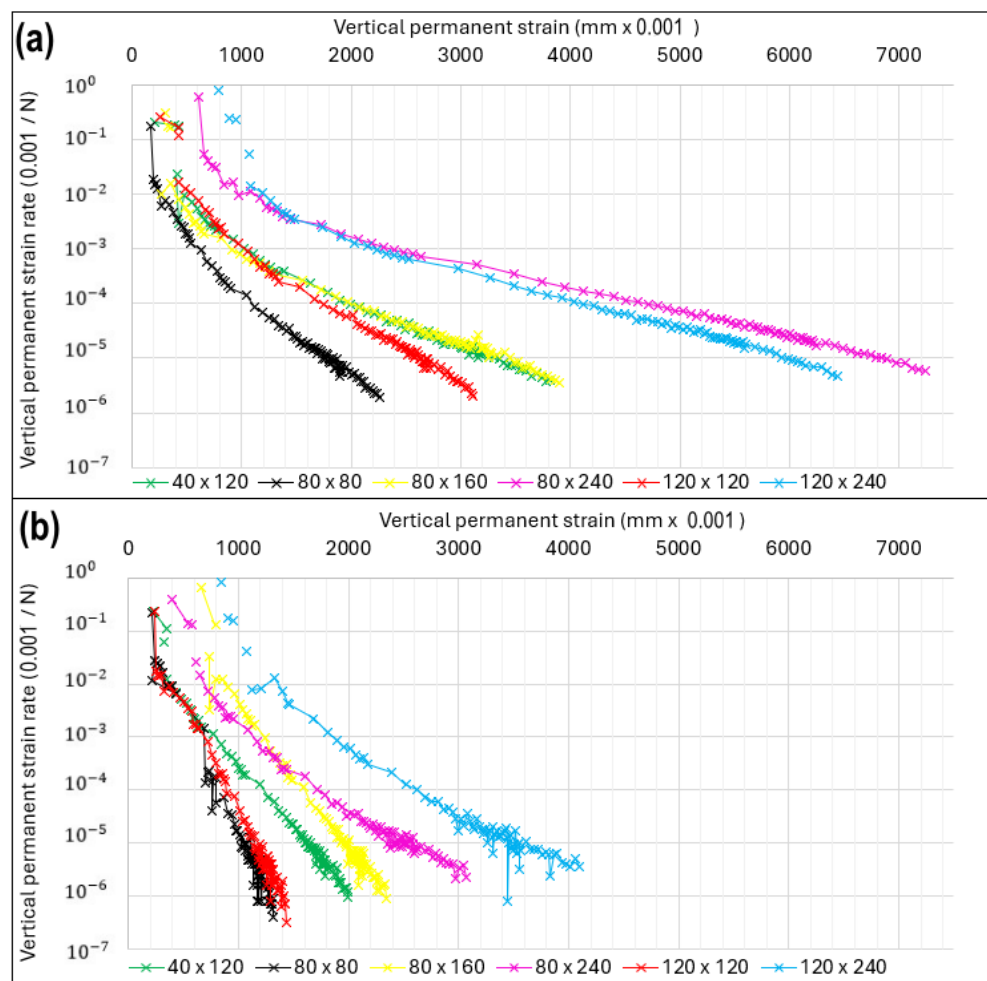 (a)
Vertical permanent strain (mm x 0.001 )
0 1000 2000 3000 4000 5000 6000 7000
Vertical permanent strain rate (0.001 / N)
10^0
10^-1
10^-2
10^-3
10^-4
10^-5
10^-6
10^-7
40 x 120 80 x 80 80 x 160 80 x 240 120 x 120 120 x 240
(b)
Vertical permanent strain (mm x 0.001 )
0 1000 2000 3000 4000 5000 6000 7000
Vertical permanent strain rate (0.001 / N)
10^0
10^-1
10^-2
10^-3
10^-4
10^-5
10^-6
10^-7
40 x 120 80 x 80 80 x 160 80 x 240 120 x 120 120 x 240